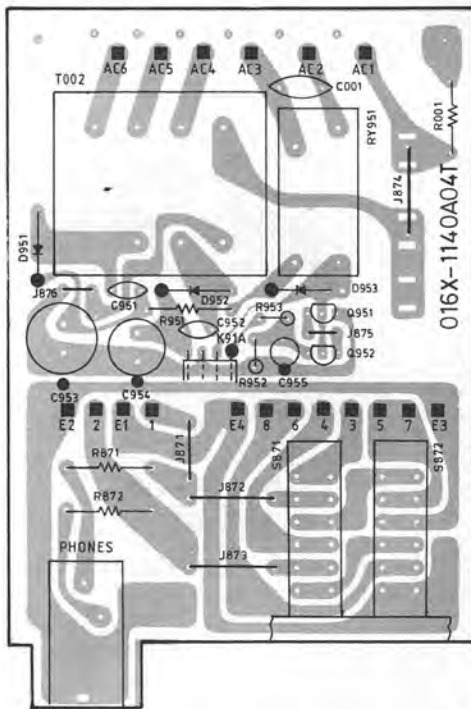 AC6 AC5 AC4 AC3 AC2 AC1
T002
C001
R001
RY951
J874
016X-1140A04T
D951
J876
C951
D952
D953
R951
C952
R953
Q951
K91A
J875
Q952
R952
C955
C953
C954
E2 2 E1 1 E4 8 6 4 3 5 7 E3
J871
S871
S872
R871
J872
R872
PHONES
J873